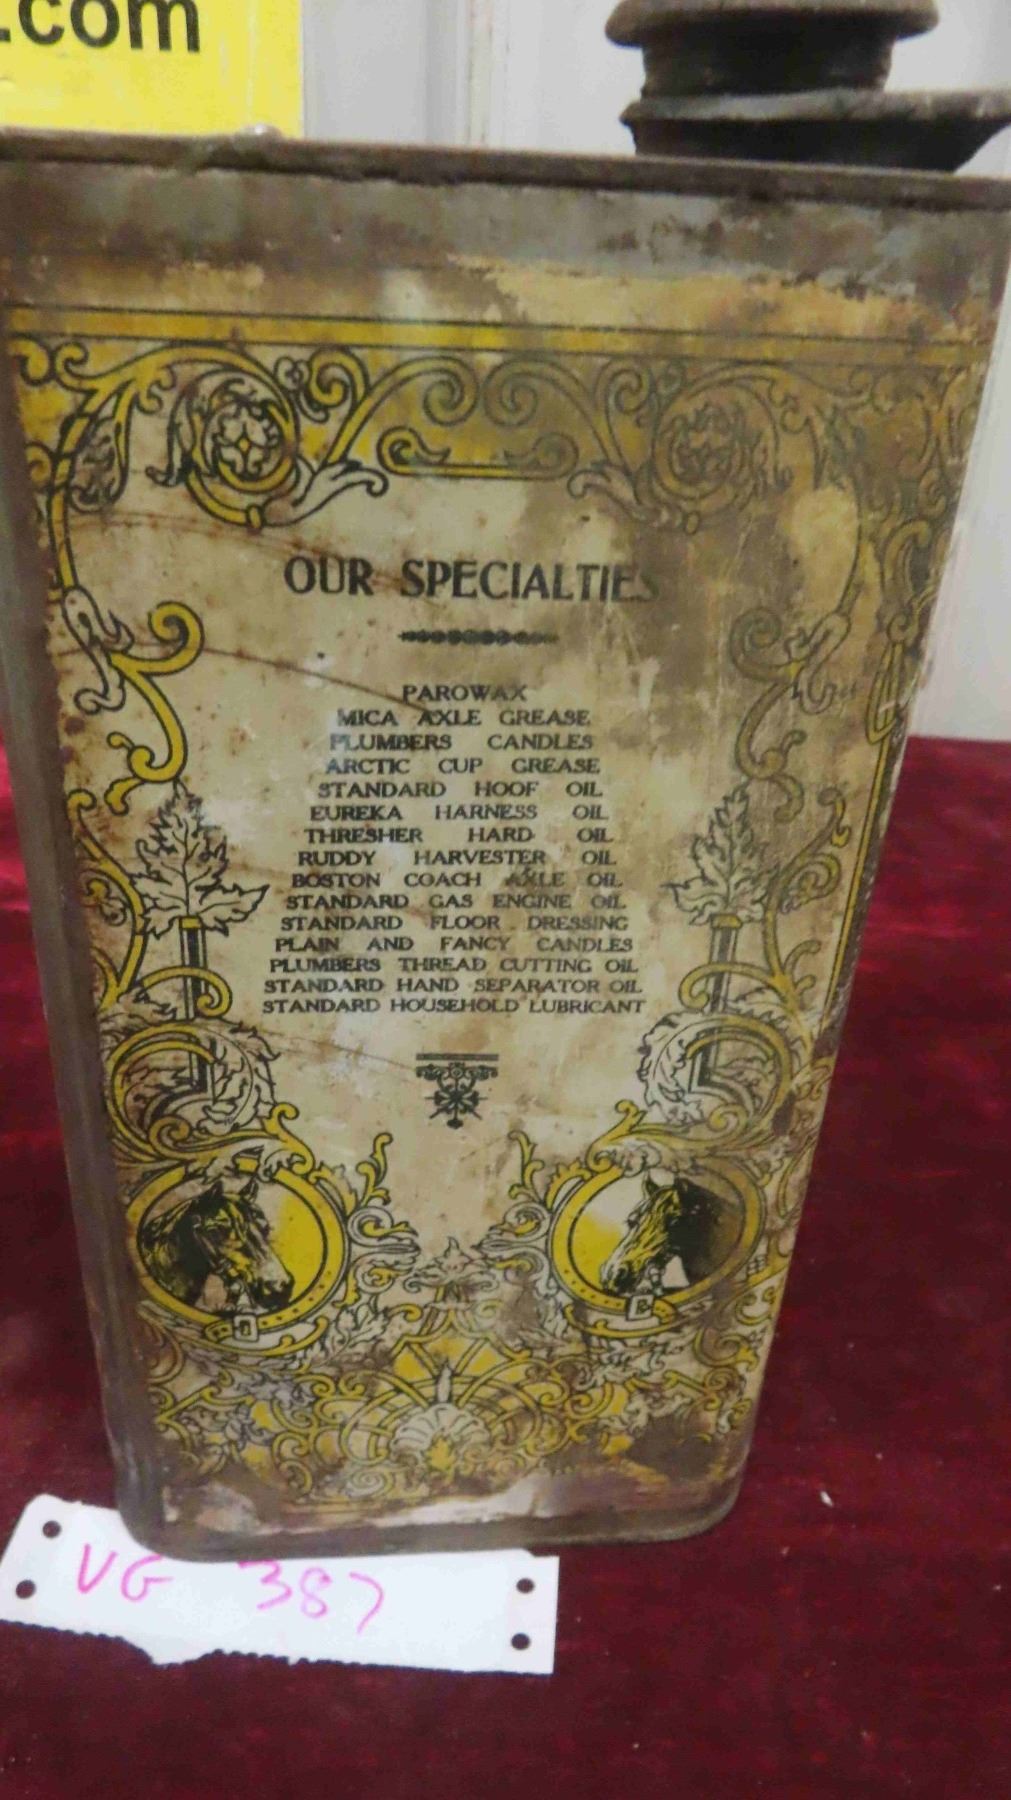 .com
OUR SPECIALTIES
PAROWAX
MICA AXLE GREASE
PLUMBERS CANDLES
ARCTIC CUP GREASE
STANDARD HOOF OIL
EUREKA HARNESS OIL
THRESHER HARD OIL
RUDDY HARVESTER OIL
BOSTON COACH AXLE OIL
STANDARD GAS ENGINE OIL
STANDARD FLOOR DRESSING
PLAIN AND FANCY CANDLES
PLUMBERS THREAD CUTTING OIL
STANDARD HAND SEPARATOR OIL
STANDARD HOUSEHOLD LUBRICANT
VG 387